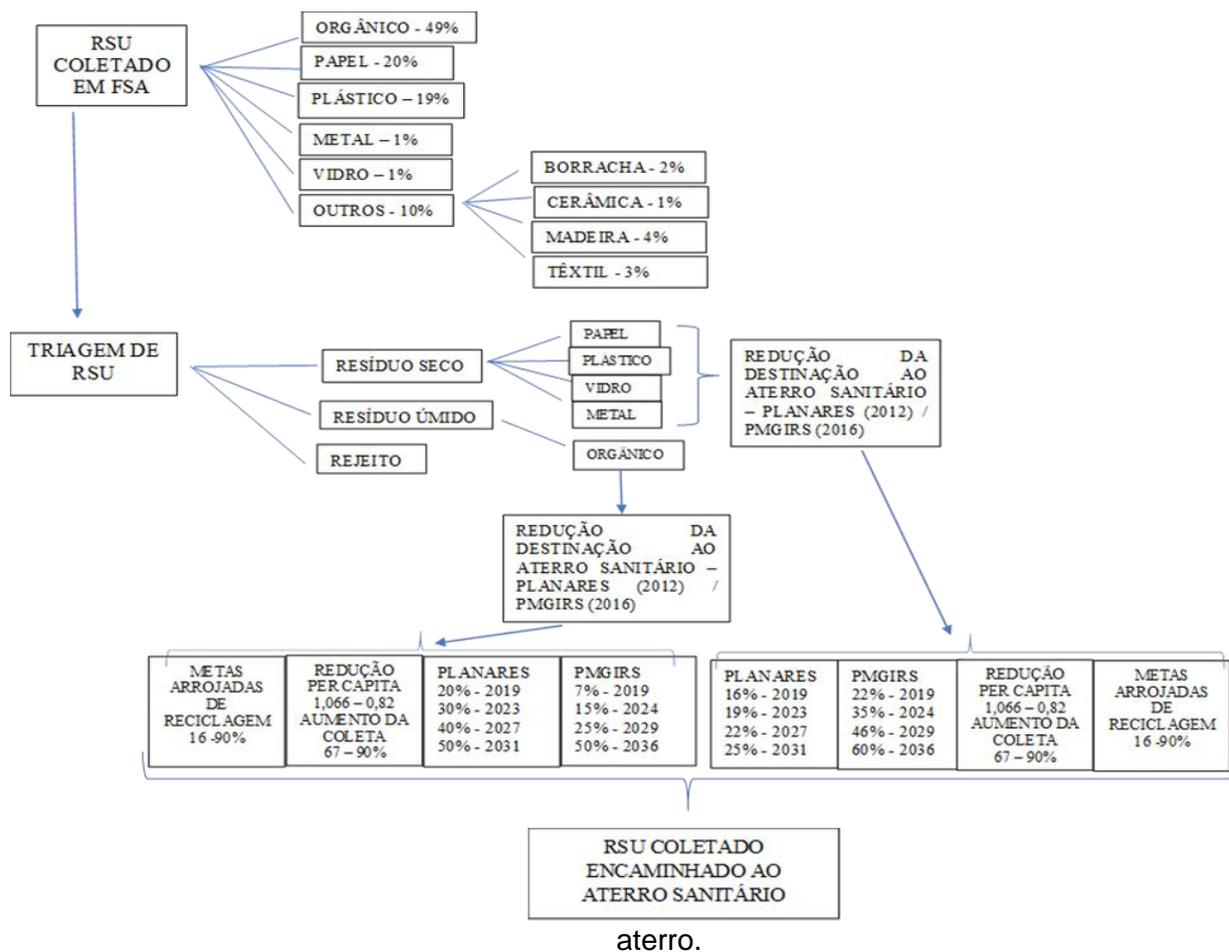 RSU
COLETADO
EM FSA
ORGÂNICO - 49%
PAPEL - 20%
PLÁSTICO – 19%
METAL – 1%
VIDRO – 1%
OUTROS - 10%
BORRACHA - 2%
CERÂMICA - 1%
MADEIRA - 4%
TÊXTIL - 3%
TRIAGEM DE
RSU
RESÍDUO SECO
RESÍDUO ÚMIDO
REJEITO
PAPEL
PLÁSTICO
VIDRO
METAL
ORGÂNICO
REDUÇÃO DA
DESTINAÇÃO AO
ATERRO SANITÁRIO
– PLANARES (2012) /
PMGIRS (2016)
REDUÇÃO DA
DESTINAÇÃO AO
ATERRO SANITÁRIO –
PLANARES (2012) /
PMGIRS (2016)
METAS
ARROJADAS
DE
RECICLAGEM
16 -90%
REDUÇÃO
PER CAPITA
1,066 – 0,82
AUMENTO DA
COLETA
67 – 90%
PLANARES
20% - 2019
30% - 2023
40% - 2027
50% - 2031
PMGIRS
7% - 2019
15% - 2024
25% - 2029
50% - 2036
PLANARES
16% - 2019
19% - 2023
22% - 2027
25% - 2031
PMGIRS
22% - 2019
35% - 2024
46% - 2029
60% - 2036
REDUÇÃO
PER CAPITA
1,066 – 0,82
AUMENTO DA
COLETA
67 – 90%
METAS
ARROJADAS
DE
RECICLAGEM
16 -90%
RSU COLETADO
ENCAMINHADO AO
ATERRO SANITÁRIO
aterro.